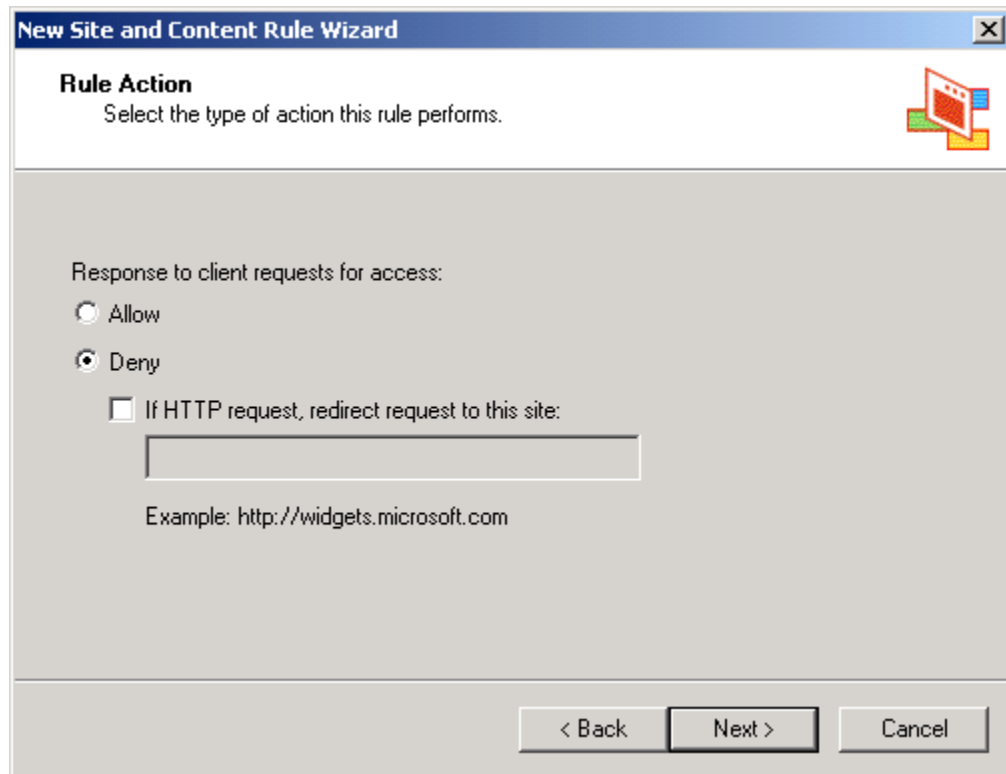 New Site and Content Rule Wizard
Rule Action
Select the type of action this rule performs.
Response to client requests for access:
Allow
Deny
If HTTP request, redirect request to this site:
Example: http://widgets.microsoft.com
< Back
Next >
Cancel